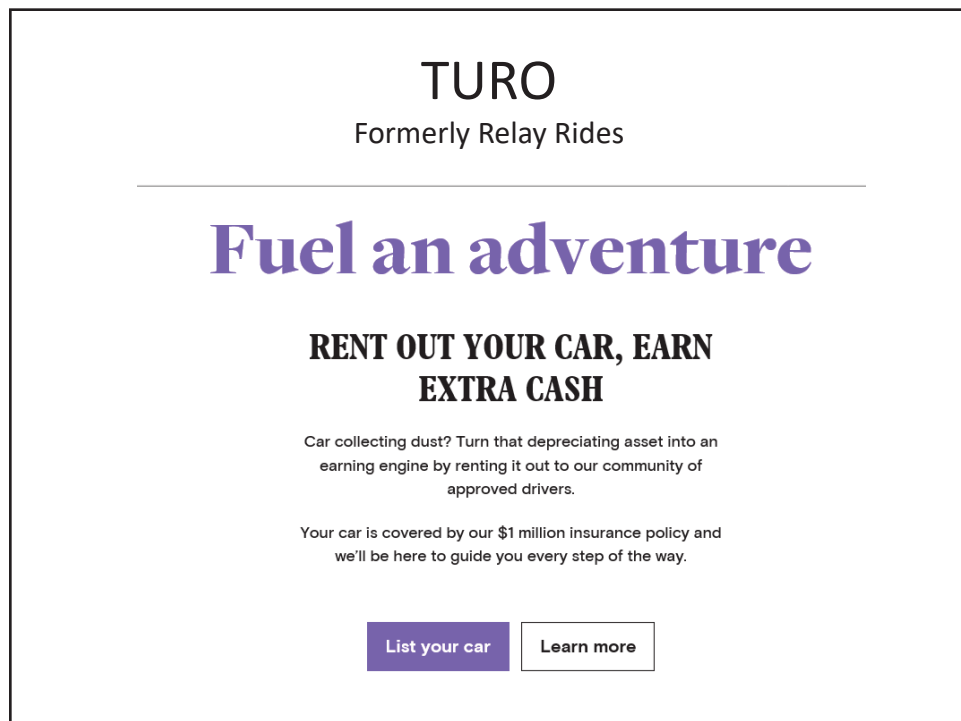 TURO
Formerly Relay Rides
Fuel an adventure
RENT OUT YOUR CAR, EARN
EXTRA CASH
Car collecting dust? Turn that depreciating asset into an
earning engine by renting it out to our community of
approved drivers.
Your car is covered by our $1 million insurance policy and
we'll be here to guide you every step of the way.
List your car
Learn more